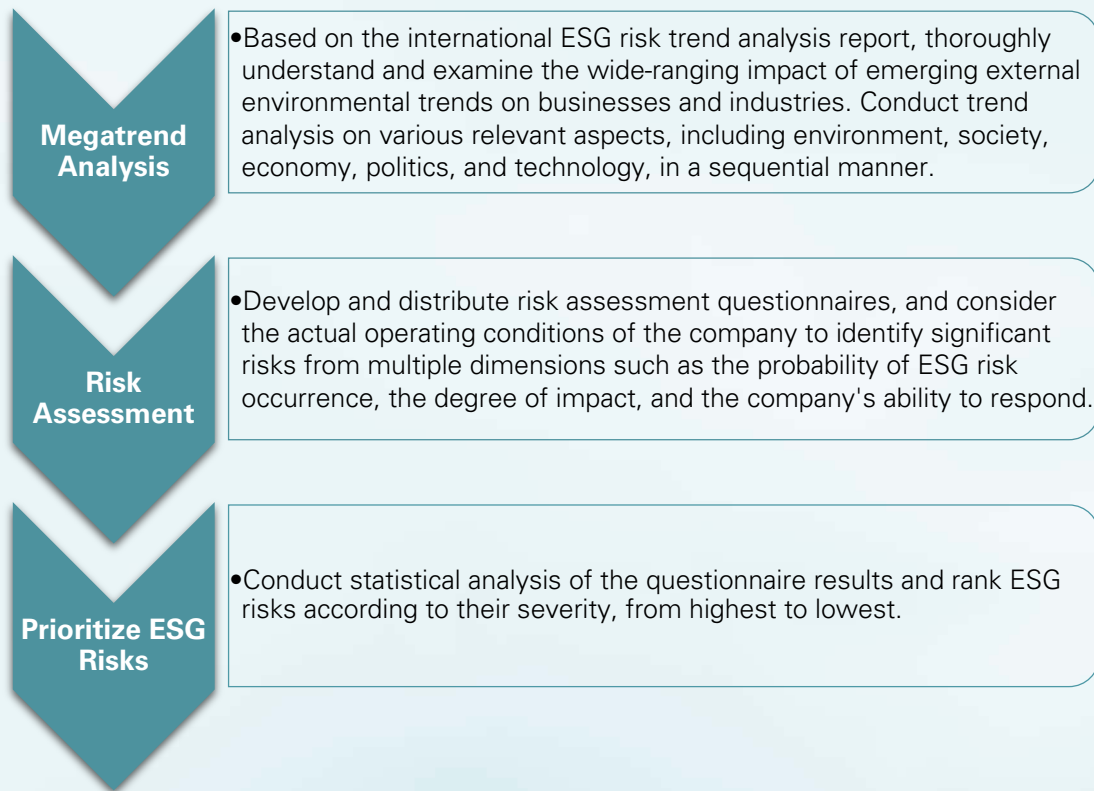 Megatrend
Analysis
•Based on the international ESG risk trend analysis report, thoroughly
understand and examine the wide-ranging impact of emerging external
environmental trends on businesses and industries. Conduct trend
analysis on various relevant aspects, including environment, society,
economy, politics, and technology, in a sequential manner.
Risk
Assessment
•Develop and distribute risk assessment questionnaires, and consider
the actual operating conditions of the company to identify significant
risks from multiple dimensions such as the probability of ESG risk
occurrence, the degree of impact, and the company's ability to respond.
Prioritize ESG
Risks
•Conduct statistical analysis of the questionnaire results and rank ESG
risks according to their severity, from highest to lowest.